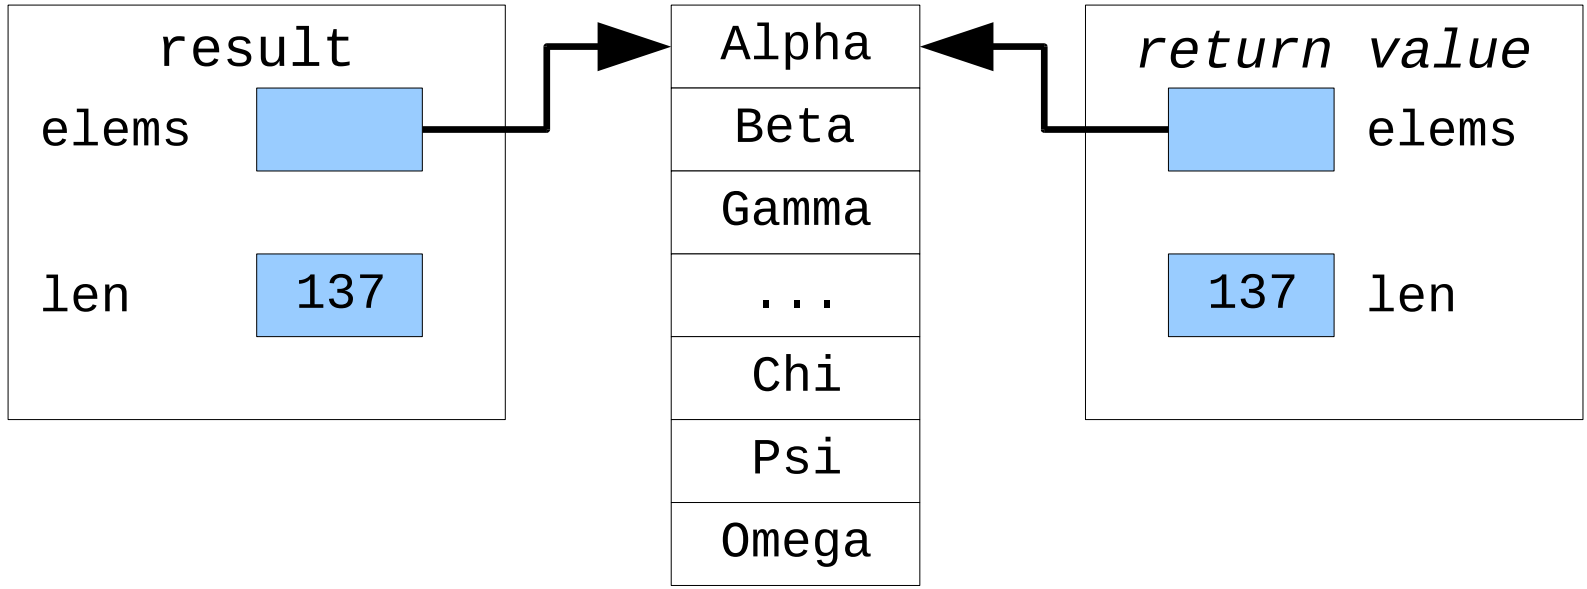 result
elems
len 137
Alpha
Beta
Gamma
...
Chi
Psi
Omega
return value
elems
137 len